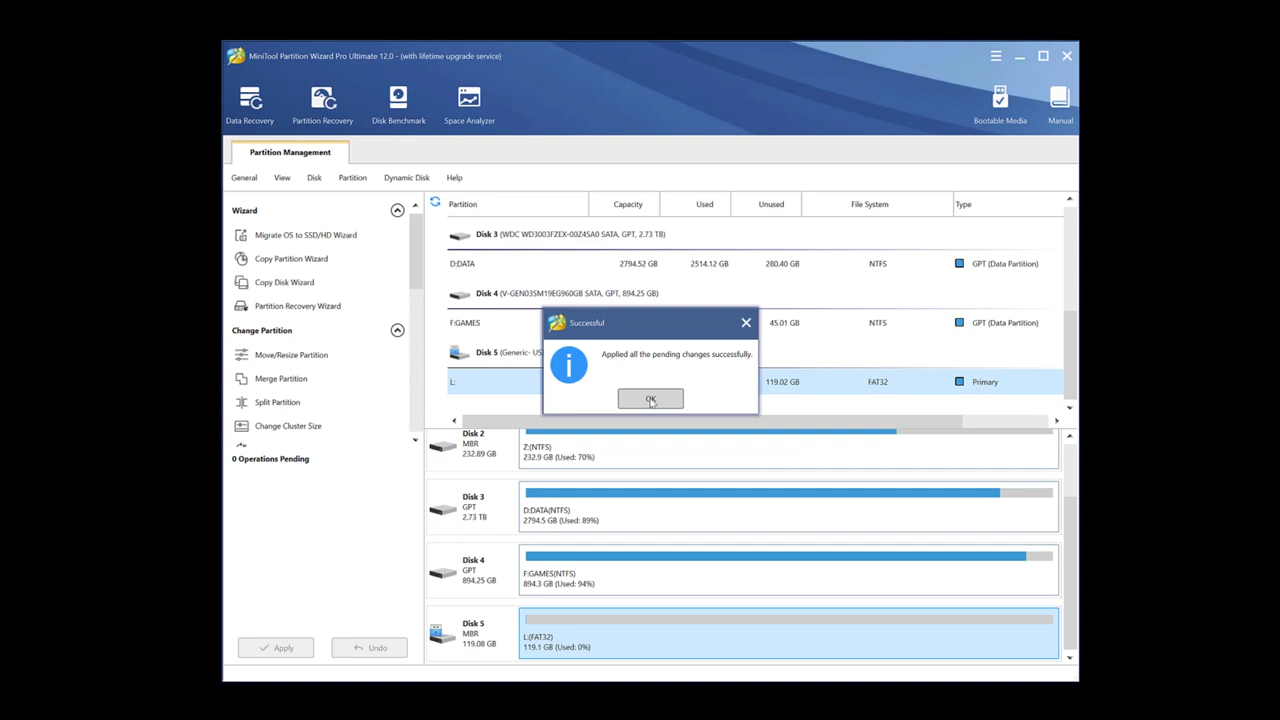 MiniTool Partition Wizard Pro Ultimate 12.0 - (with lifetime upgrade service)
Data Recovery Partition Recovery Disk Benchmark Space Analyzer Bootable Media Manual
Partition Management
General View Disk Partition Dynamic Disk Help
Wizard
Migrate OS to SSD/HD Wizard
Copy Partition Wizard
Copy Disk Wizard
Partition Recovery Wizard
Change Partition
Move/Resize Partition
Merge Partition
Split Partition
Change Cluster Size
0 Operations Pending
Apply Undo
Partition Capacity Used Unused File System Type
Disk 3 (WDC WD3003FZEX-00Z4SA0 SATA, GPT, 2.73 TB)
D:DATA 2794.52 GB 2514.12 GB 280.40 GB NTFS GPT (Data Partition)
Disk 4 (V-GEN03SM19EG960GB SATA, GPT, 894.25 GB)
F:GAMES 45.01 GB NTFS GPT (Data Partition)
Disk 5 (Generic- US
L: 119.02 GB FAT32 Primary
Successful
Applied all the pending changes successfully.
OK
Disk 2
MBR
232.89 GB
Z:(NTFS)
232.9 GB (Used: 70%)
Disk 3
GPT
2.73 TB
D:DATA(NTFS)
2794.5 GB (Used: 89%)
Disk 4
GPT
894.25 GB
F:GAMES(NTFS)
894.3 GB (Used: 94%)
Disk 5
MBR
119.08 GB
L:(FAT32)
119.1 GB (Used: 0%)